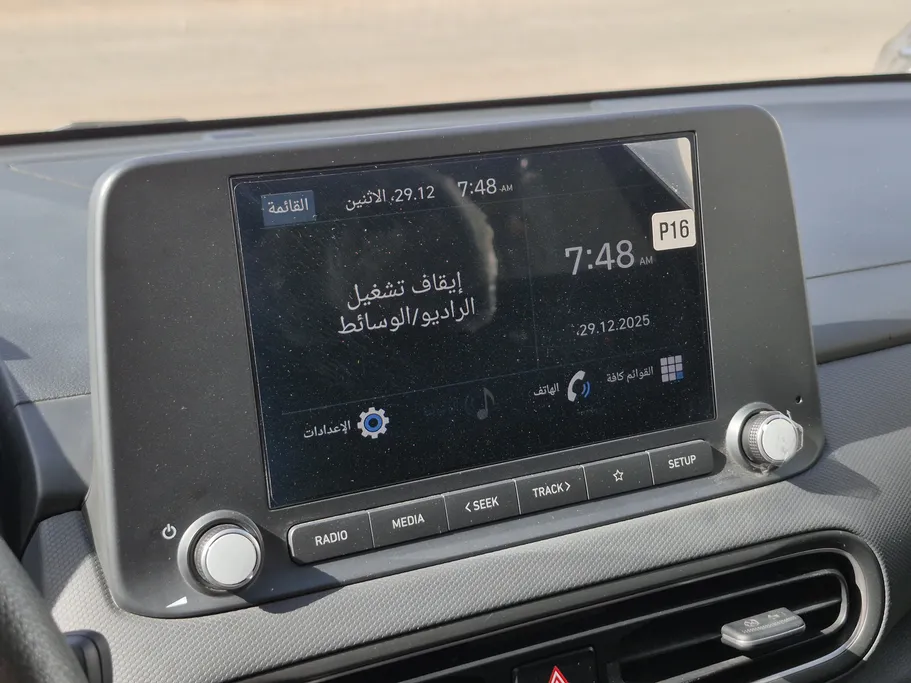 القائمة
29.12، الاثنين
7:48 AM
P16
7:48 AM
إيقاف تشغيل
الراديو/الوسائط
29.12.2025،
القوائم كافة
الهاتف
الإعدادات
RADIO
MEDIA
< SEEK
TRACK >
SETUP